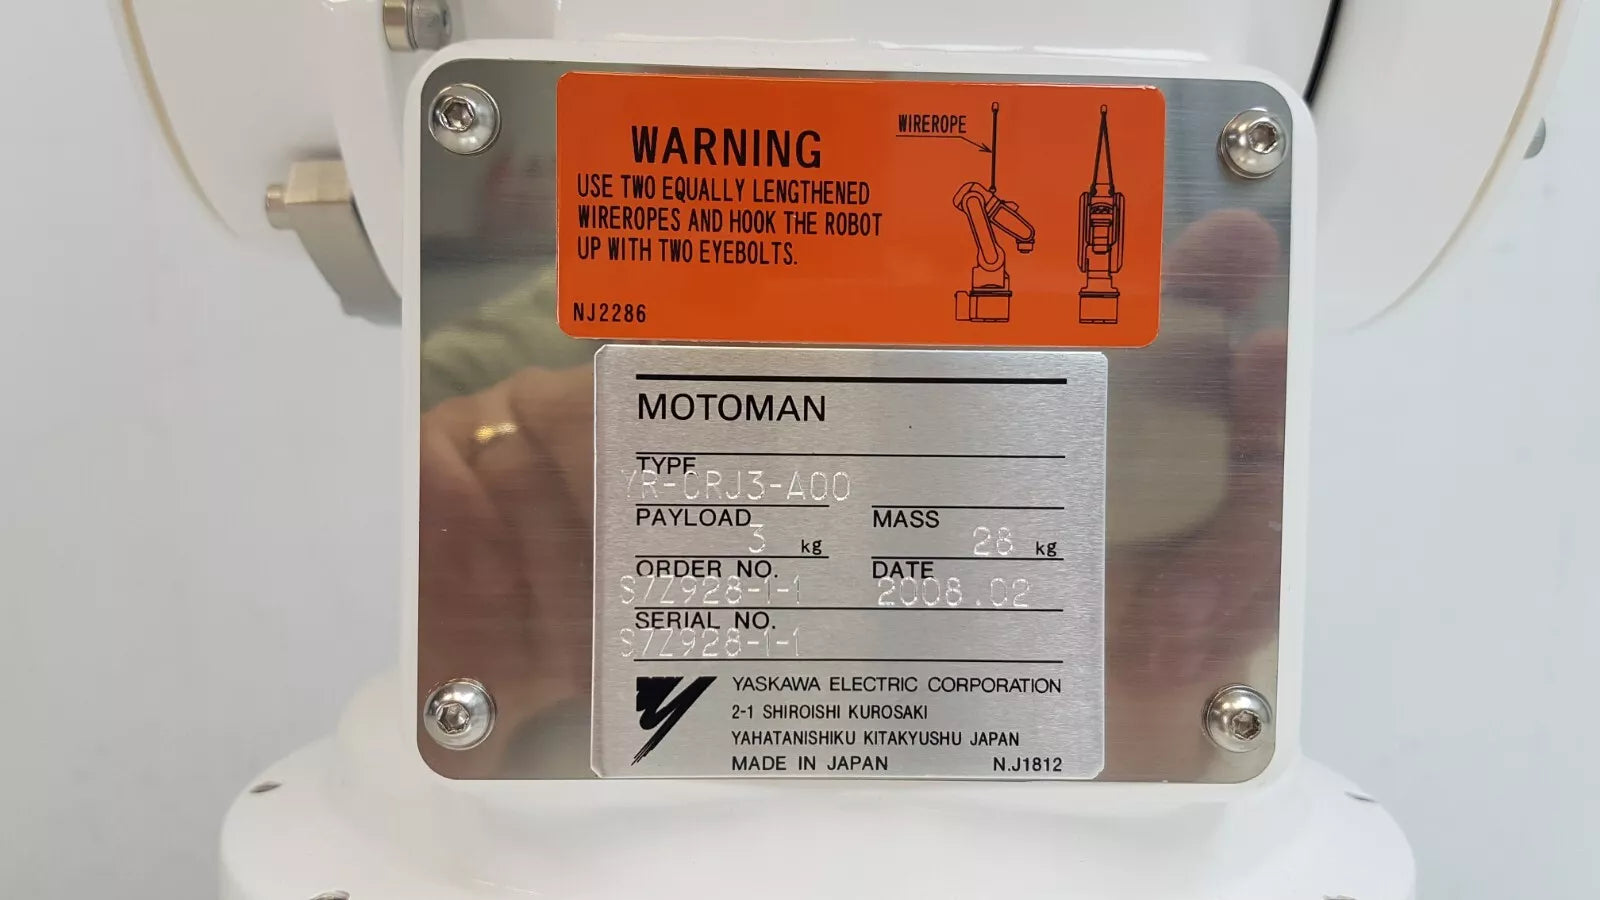 WARNING
USE TWO EQUALLY LENGTHENED
WIREROPES AND HOOK THE ROBOT
UP WITH TWO EYEBOLTS.
NJ2286
WIREROPE
MOTOMAN
TYPE
YR-CRJ3-A00
PAYLOAD
3 kg
MASS
28 kg
ORDER NO.
S7Z928-1-1
DATE
2008.02
SERIAL NO.
S7Z928-1-1
YASKAWA ELECTRIC CORPORATION
2-1 SHIROISHI KUROSAKI
YAHATANISHIKU KITAKYUSHU JAPAN
MADE IN JAPAN N.J1812